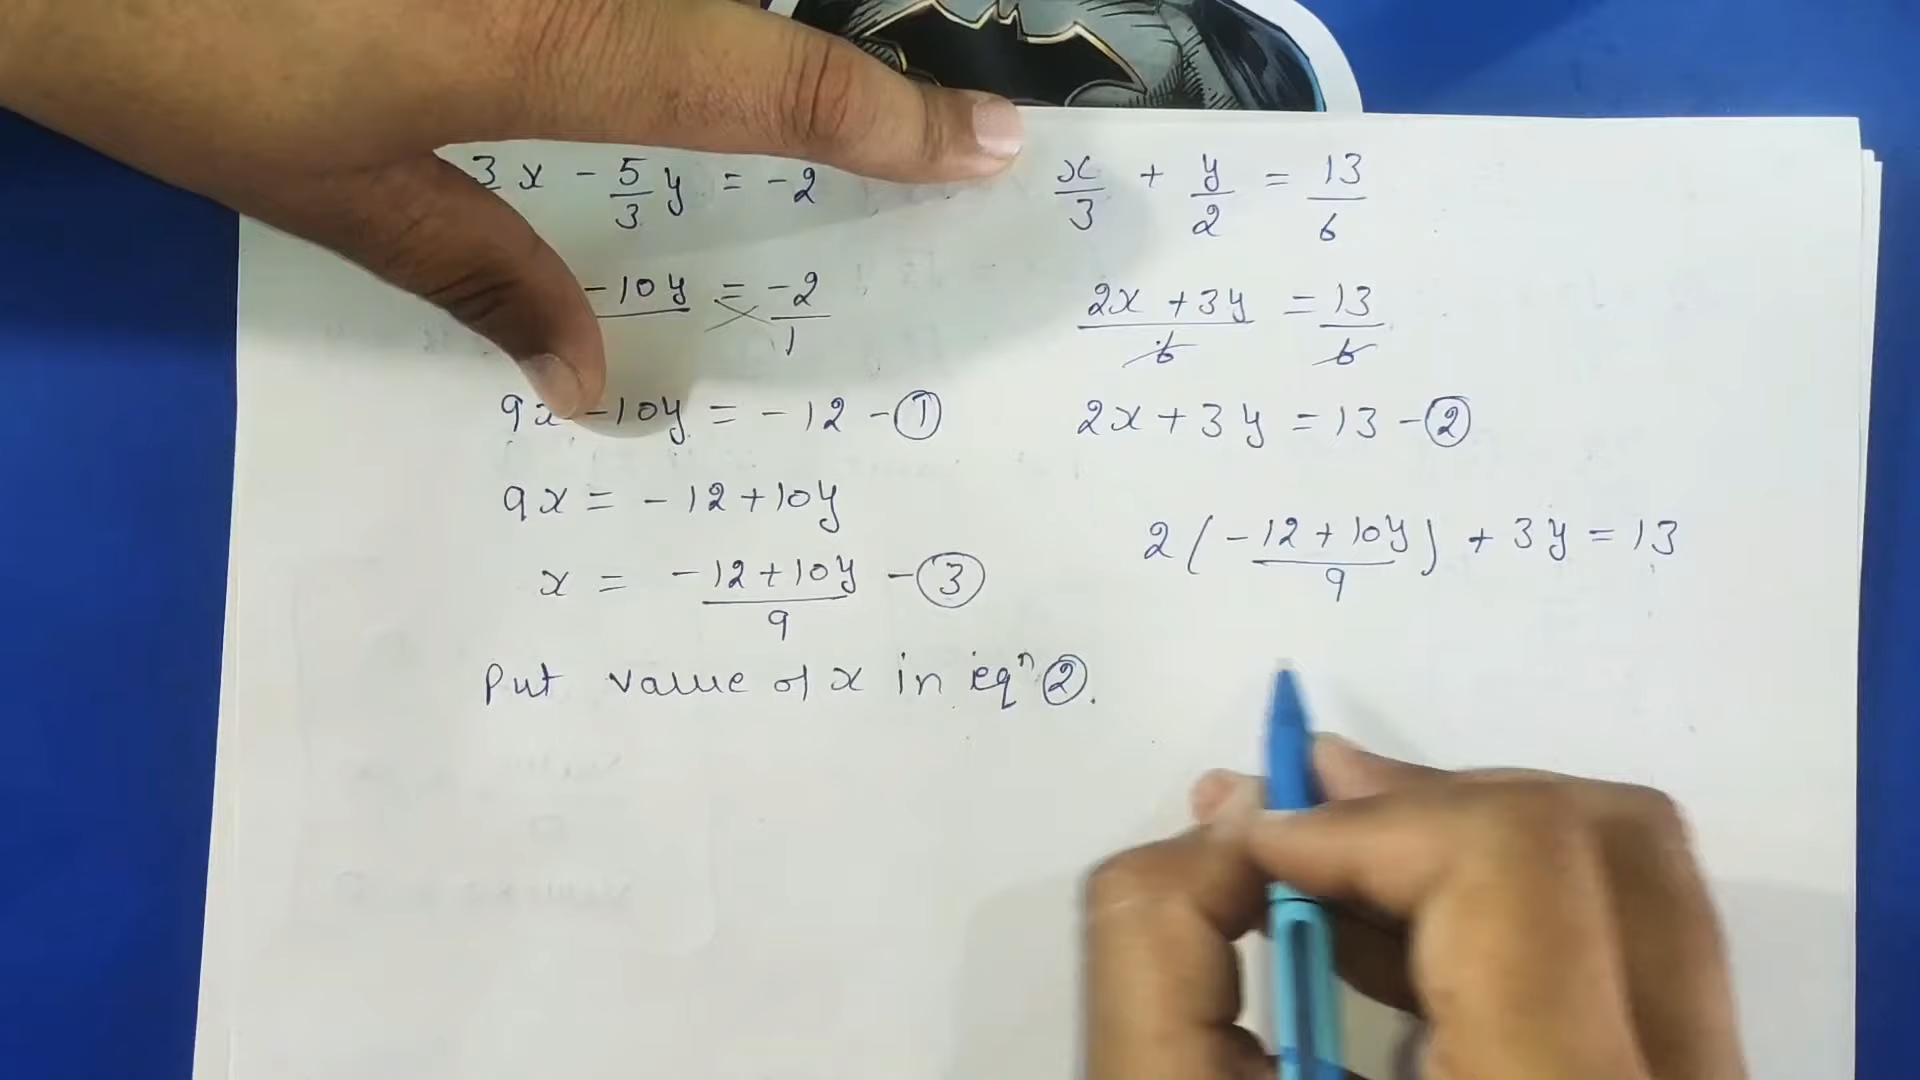 3x - 5/3 y = -2
-10y = -2/1
9x - 10y = -12 - ①
9x = -12 + 10y
x = -12 + 10y / 9 - ③
Put value of x in eqⁿ ②.
x/3 + y/2 = 13/6
2x + 3y / 6 = 13/6
2x + 3y = 13 - ②
2(-12 + 10y / 9) + 3y = 13